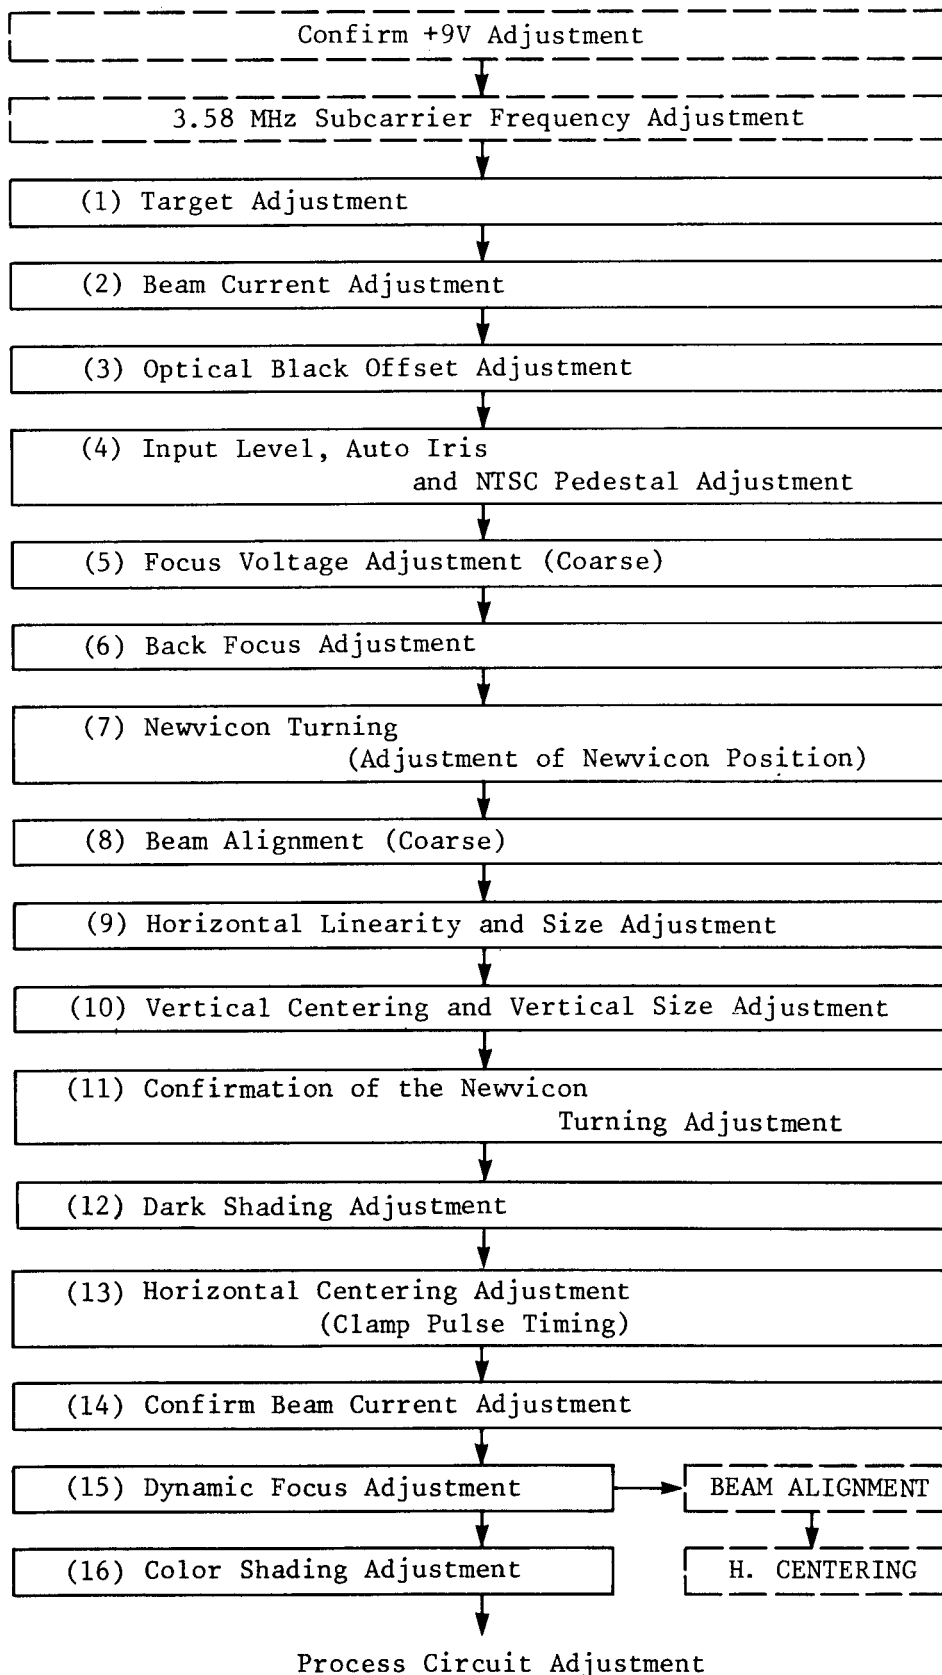 Confirm +9V Adjustment
3.58 MHz Subcarrier Frequency Adjustment
(1) Target Adjustment
(2) Beam Current Adjustment
(3) Optical Black Offset Adjustment
(4) Input Level, Auto Iris
and NTSC Pedestal Adjustment
(5) Focus Voltage Adjustment (Coarse)
(6) Back Focus Adjustment
(7) Newvicon Turning
(Adjustment of Newvicon Position)
(8) Beam Alignment (Coarse)
(9) Horizontal Linearity and Size Adjustment
(10) Vertical Centering and Vertical Size Adjustment
(11) Confirmation of the Newvicon
Turning Adjustment
(12) Dark Shading Adjustment
(13) Horizontal Centering Adjustment
(Clamp Pulse Timing)
(14) Confirm Beam Current Adjustment
(15) Dynamic Focus Adjustment
BEAM ALIGNMENT
(16) Color Shading Adjustment
H. CENTERING
Process Circuit Adjustment